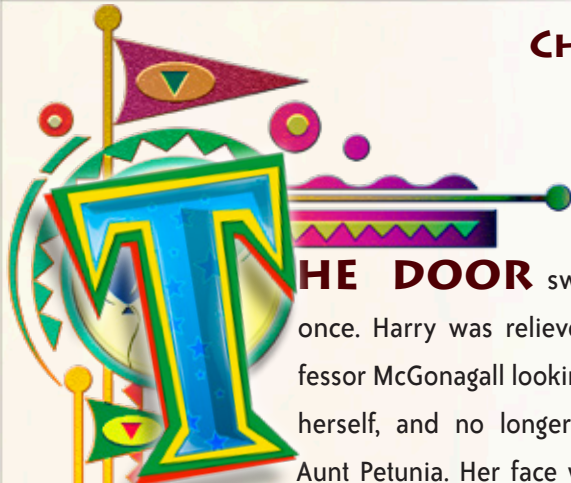 CH
THE DOOR sw
once. Harry was relieve
fessor McGonagall lookin
herself, and no longer
Aunt Petunia. Her face w